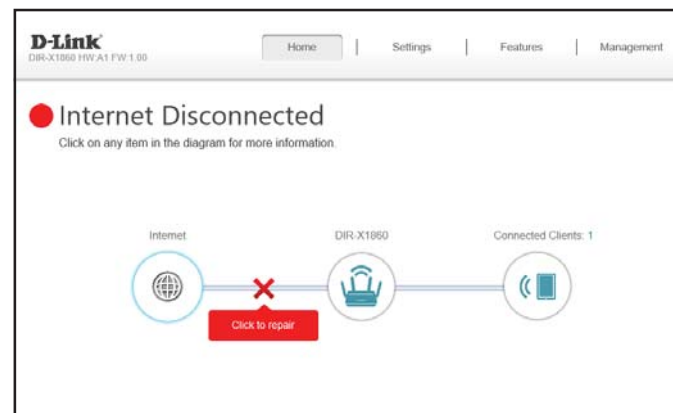 D-Link
DIR-X1860 HW:A1 FW:1.00
Home | Settings | Features | Management
Internet Disconnected
Click on any item in the diagram for more information.
Internet
DIR-X1860
Connected Clients: 1
Click to repair